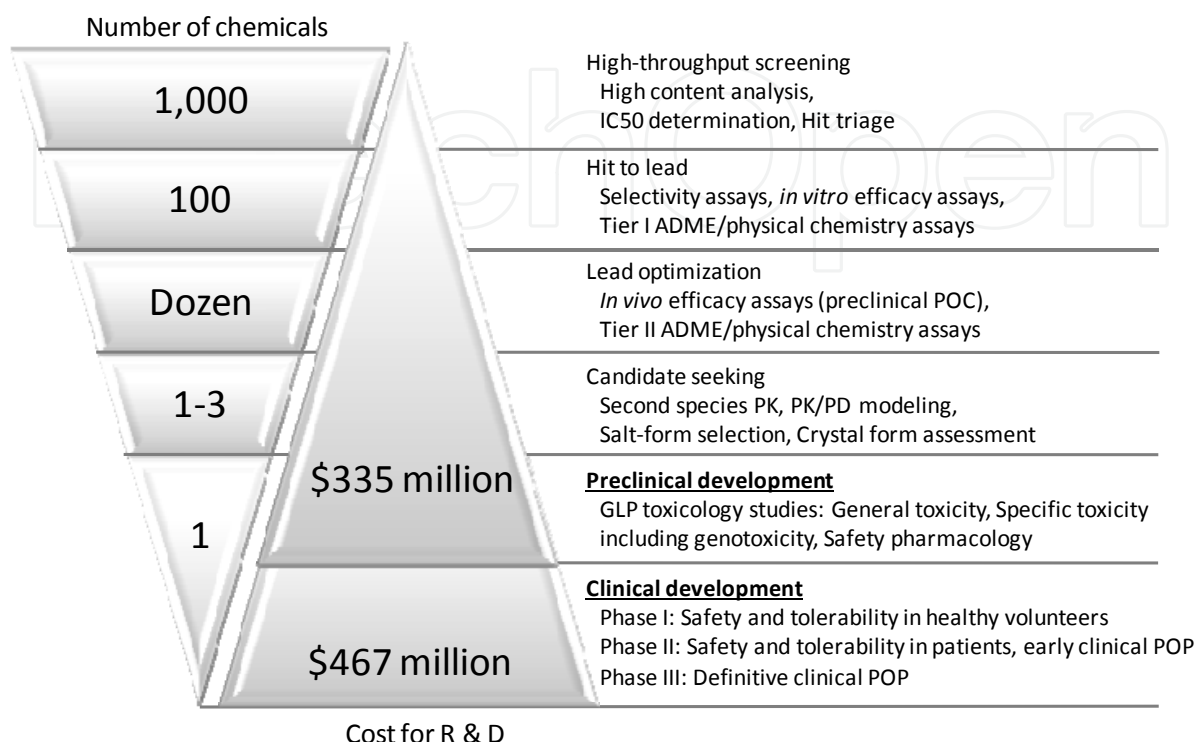 Number of chemicals
1,000
High-throughput screening
High content analysis,
IC50 determination, Hit triage
100
Hit to lead
Selectivity assays, in vitro efficacy assays,
Tier I ADME/physical chemistry assays
Dozen
Lead optimization
In vivo efficacy assays (preclinical POC),
Tier II ADME/physical chemistry assays
1-3
Candidate seeking
Second species PK, PK/PD modeling,
Salt-form selection, Crystal form assessment
1
$335 million
Preclinical development
GLP toxicology studies: General toxicity, Specific toxicity
including genotoxicity, Safety pharmacology
$467 million
Clinical development
Phase I: Safety and tolerability in healthy volunteers
Phase II: Safety and tolerability in patients, early clinical POP
Phase III: Definitive clinical POP
Cost for R & D